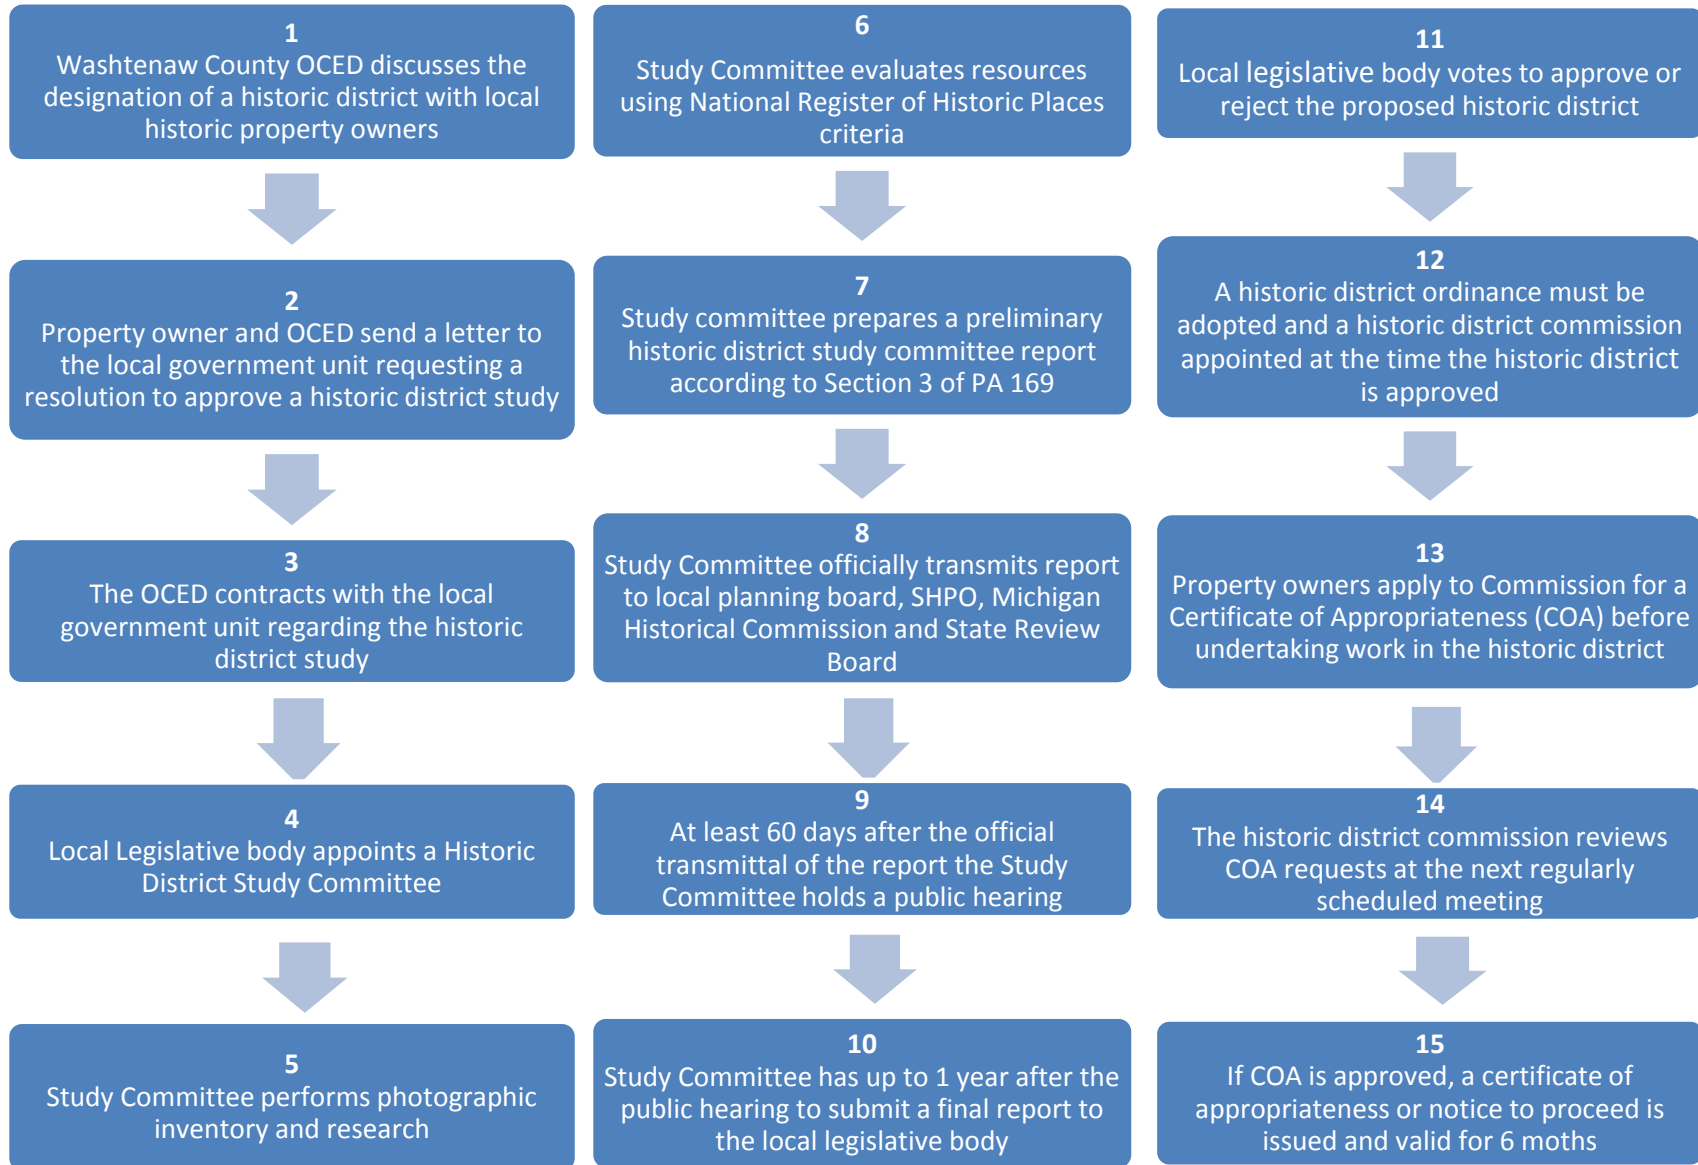 1
Washtenaw County OCED discusses the
designation of a historic district with local
historic property owners
2
Property owner and OCED send a letter to
the local government unit requesting a
resolution to approve a historic district study
3
The OCED contracts with the local
government unit regarding the historic
district study
4
Local Legislative body appoints a Historic
District Study Committee
5
Study Committee performs photographic
inventory and research
6
Study Committee evaluates resources
using National Register of Historic Places
criteria
7
Study committee prepares a preliminary
historic district study committee report
according to Section 3 of PA 169
8
Study Committee officially transmits report
to local planning board, SHPO, Michigan
Historical Commission and State Review
Board
9
At least 60 days after the official
transmittal of the report the Study
Committee holds a public hearing
10
Study Committee has up to 1 year after the
public hearing to submit a final report to
the local legislative body
11
Local legislative body votes to approve or
reject the proposed historic district
12
A historic district ordinance must be
adopted and a historic district commission
appointed at the time the historic district
is approved
13
Property owners apply to Commission for a
Certificate of Appropriateness (COA) before
undertaking work in the historic district
14
The historic district commission reviews
COA requests at the next regularly
scheduled meeting
15
If COA is approved, a certificate of
appropriateness or notice to proceed is
issued and valid for 6 moths